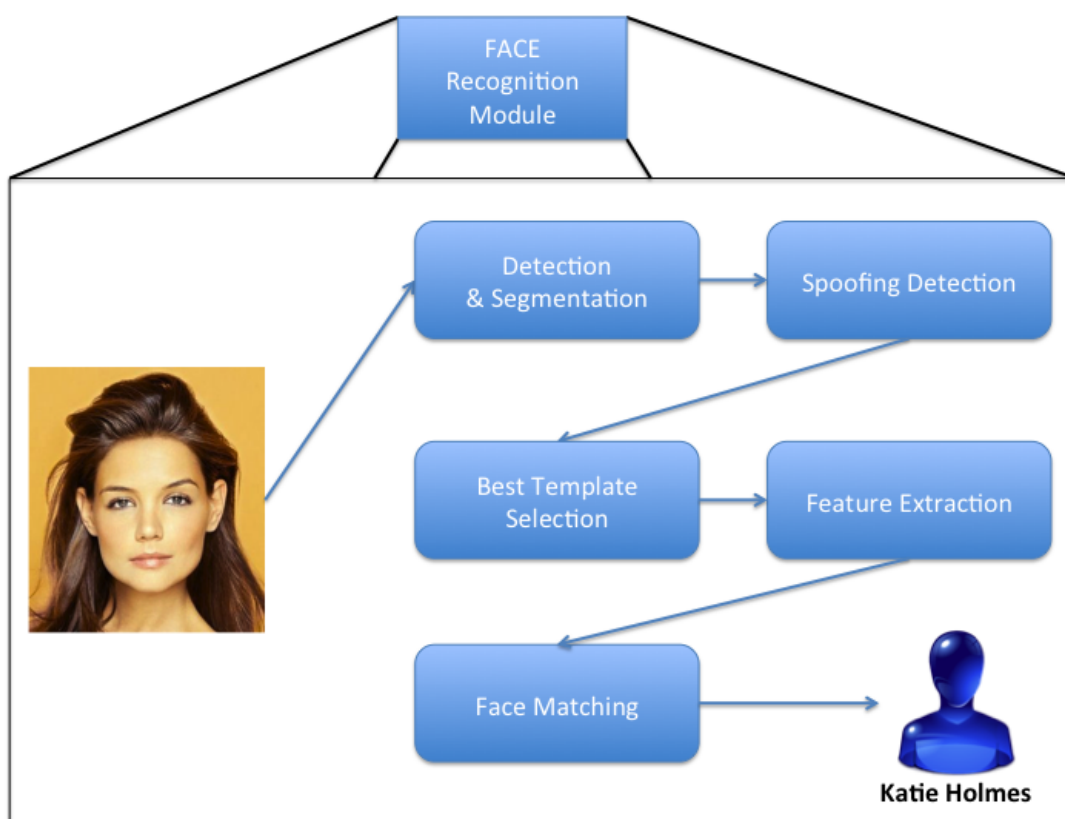 FACE
Recognition
Module
Detection
& Segmentation
Spoofing Detection
Best Template
Selection
Feature Extraction
Face Matching
Katie Holmes